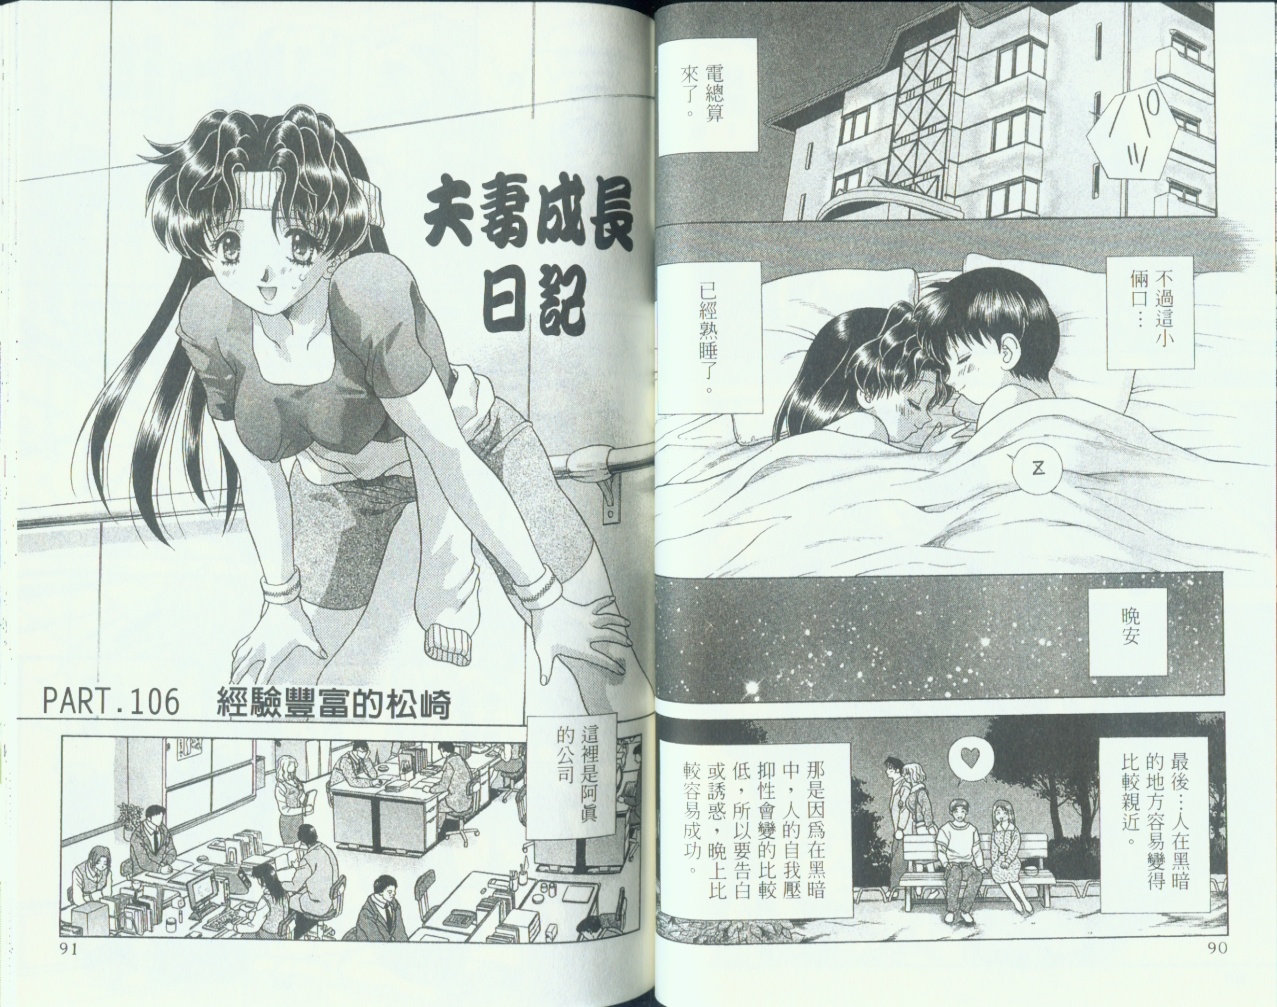 電總算
來了。
不過這小
倆口…
已經熟睡了。
Z
晚安
最後…人在黑暗
的地方容易變得
比較親近。
那是因爲在黑暗
中，人的自我壓
抑性會變的比較
低，所以要告白
或誘惑，晚上比
較容易成功。
90
夫妻成長
日記
PART.106 經驗豐富的松崎
這裡是阿眞
的公司
91